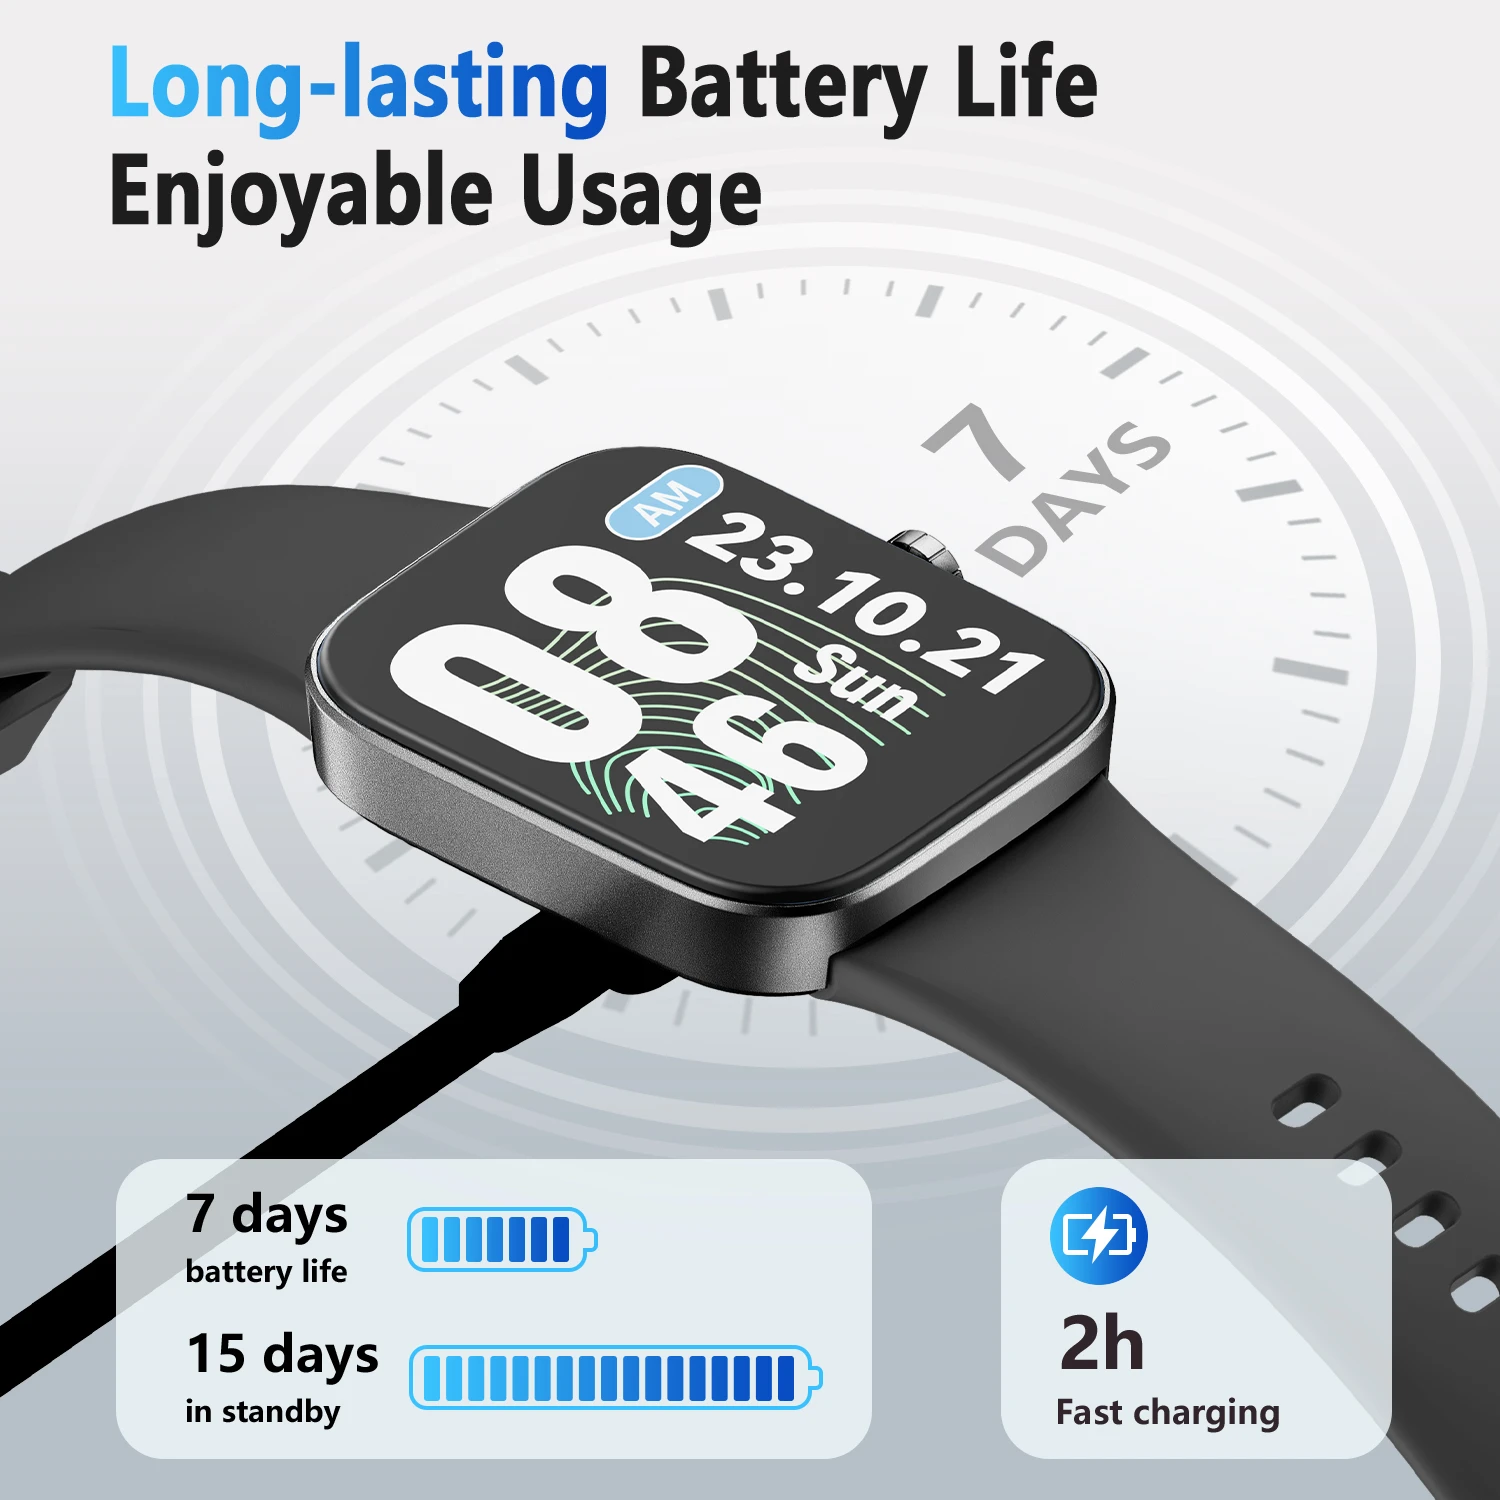 Long-lasting Battery Life
Enjoyable Usage
7
DAYS
AM
23.10.21
Sun
08
46
7 days
battery life
15 days
in standby
2h
Fast charging